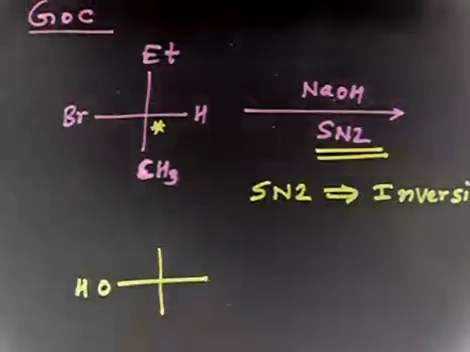 GOC
Et
Br H
*
CH3
NaOH
SN2
SN2 ⇒ Inversi
HO